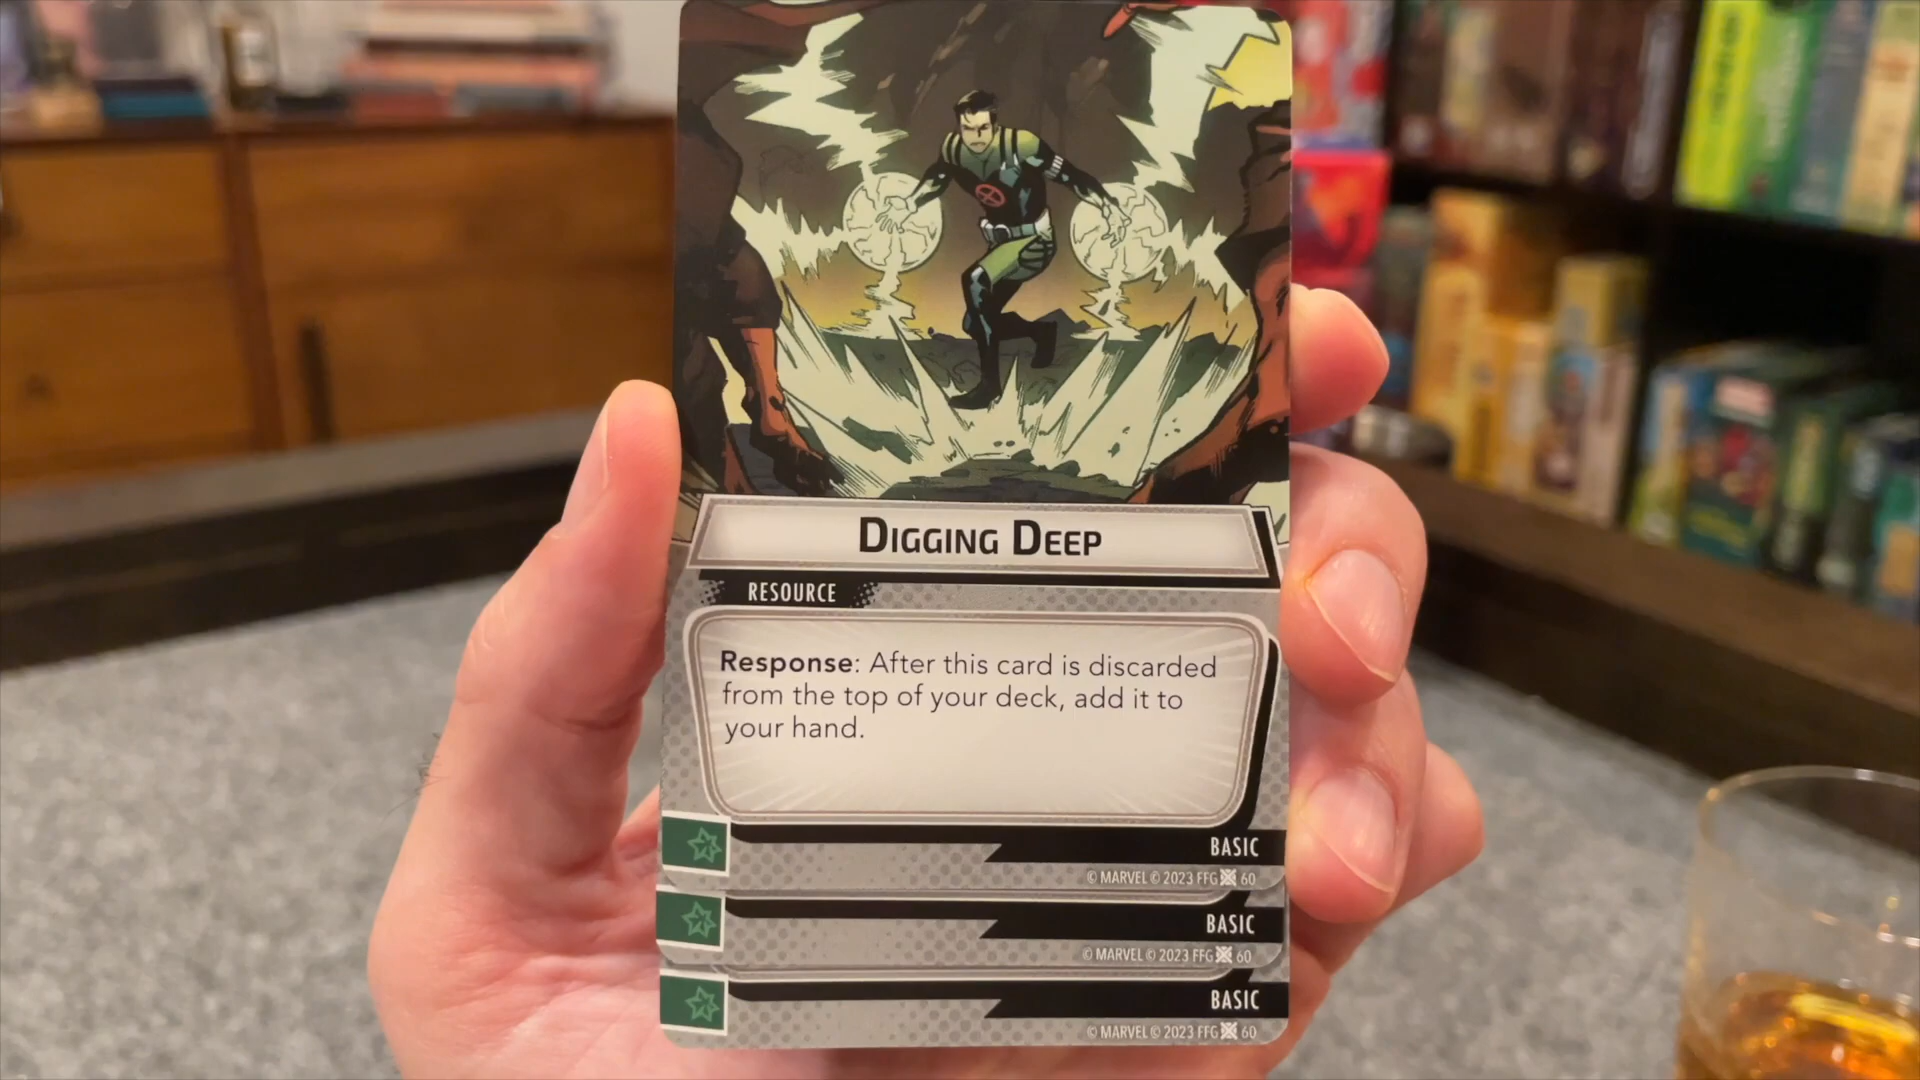 DIGGING DEEP
RESOURCE
Response: After this card is discarded
from the top of your deck, add it to
your hand.
BASIC
© MARVEL © 2023 FFG 60
BASIC
© MARVEL © 2023 FFG 60
BASIC
© MARVEL © 2023 FFG 60